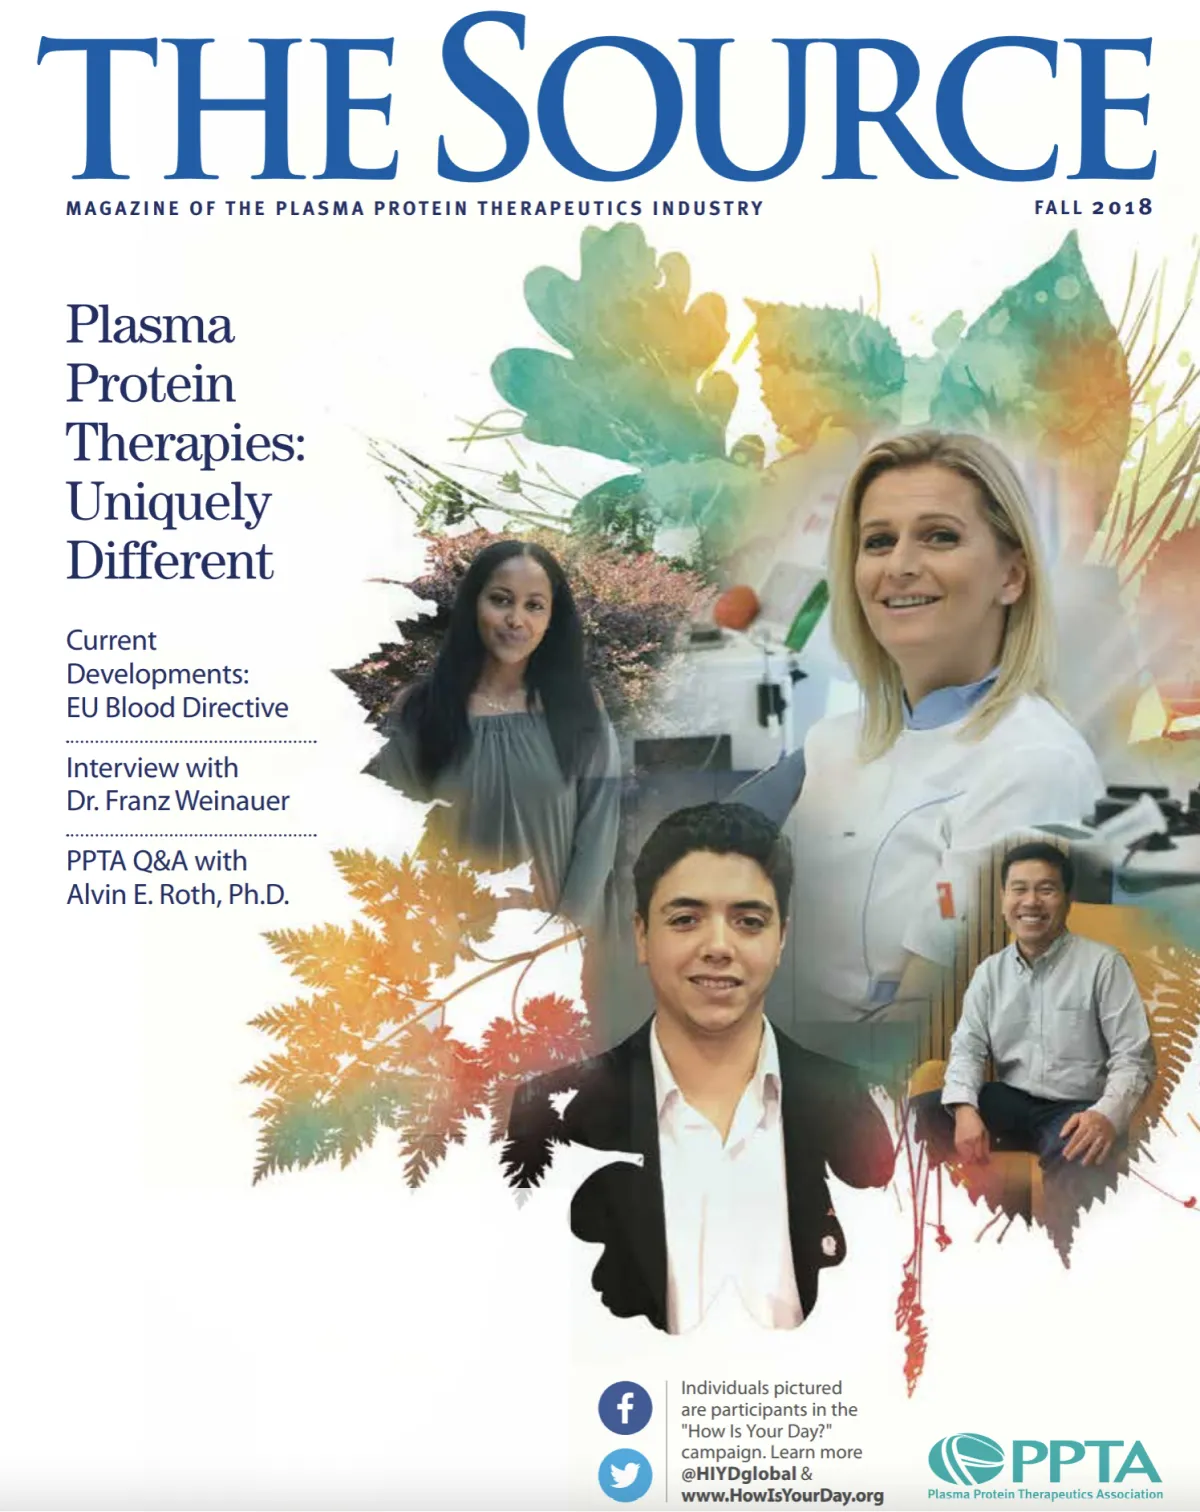 THE SOURCE
MAGAZINE OF THE PLASMA PROTEIN THERAPEUTICS INDUSTRY
FALL 2018
Plasma
Protein
Therapies:
Uniquely
Different
Current
Developments:
EU Blood Directive
Interview with
Dr. Franz Weinauer
PPTA Q&A with
Alvin E. Roth, Ph.D.
Individuals pictured
are participants in the
"How Is Your Day?"
campaign. Learn more
@HIYDglobal &
www.HowIsYourDay.org
PPTA
Plasma Protein Therapeutics Association